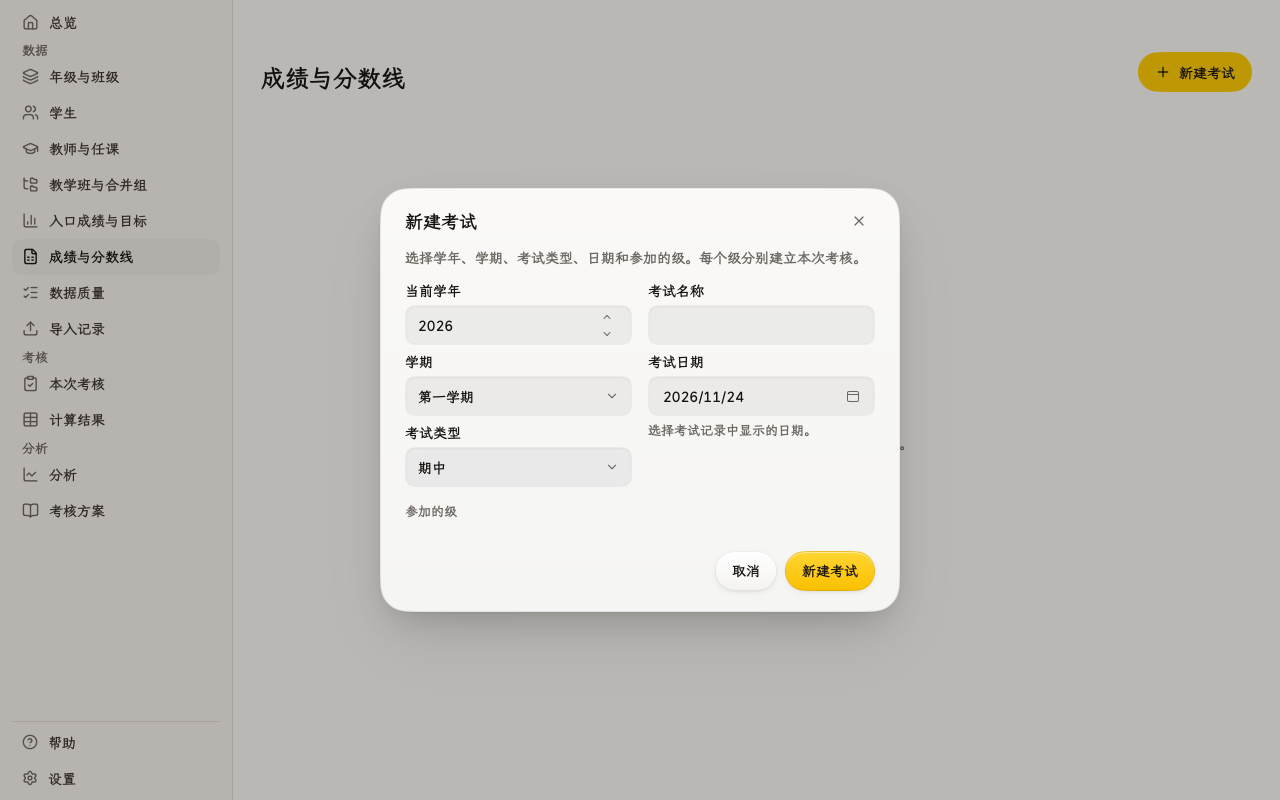 总览
数据
年级与班级
学生
教师与任课
教学班与合并组
入口成绩与目标
成绩与分数线
数据质量
导入记录
考核
本次考核
计算结果
分析
分析
考核方案
帮助
设置
成绩与分数线
新建考试
新建考试
选择学年、学期、考试类型、日期和参加的级。每个级分别建立本次考核。
当前学年
2026
考试名称
学期
第一学期
考试日期
2026/11/24
选择考试记录中显示的日期。
考试类型
期中
参加的级
取消
新建考试
。